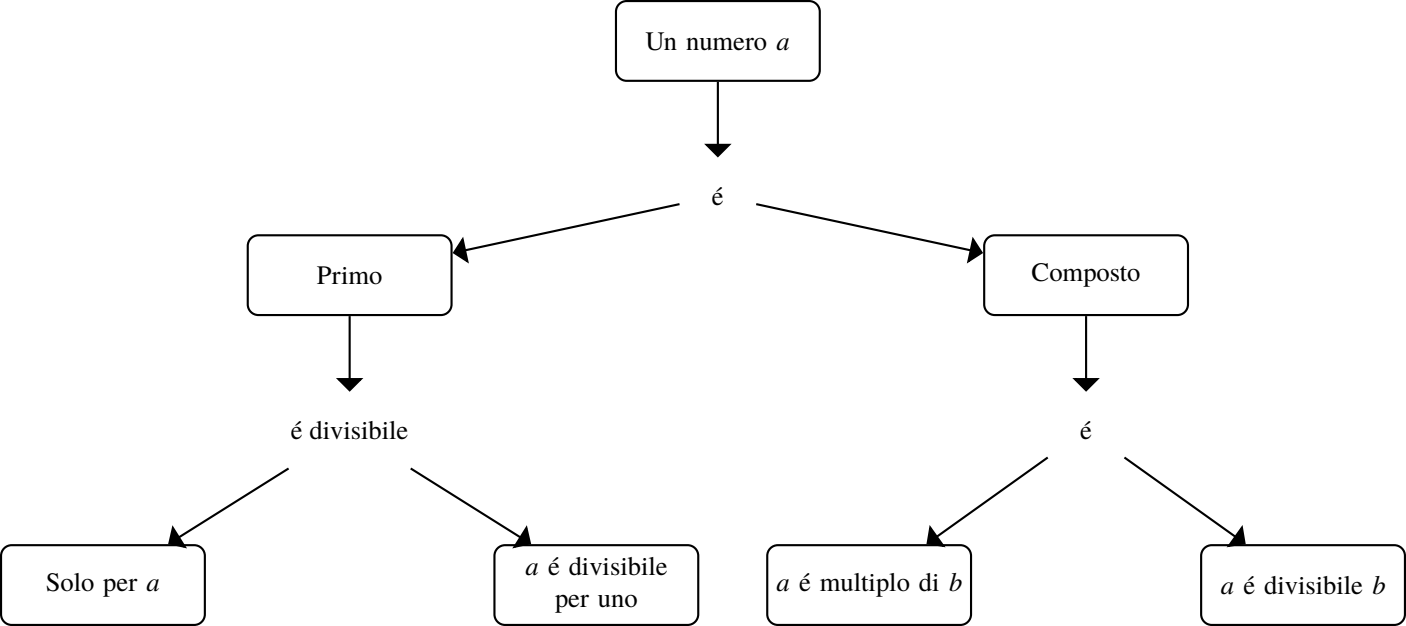 Un numero a
é
Primo
Composto
é divisibile
é
Solo per a
a é divisibile
per uno
a é multiplo di b
a é divisibile b